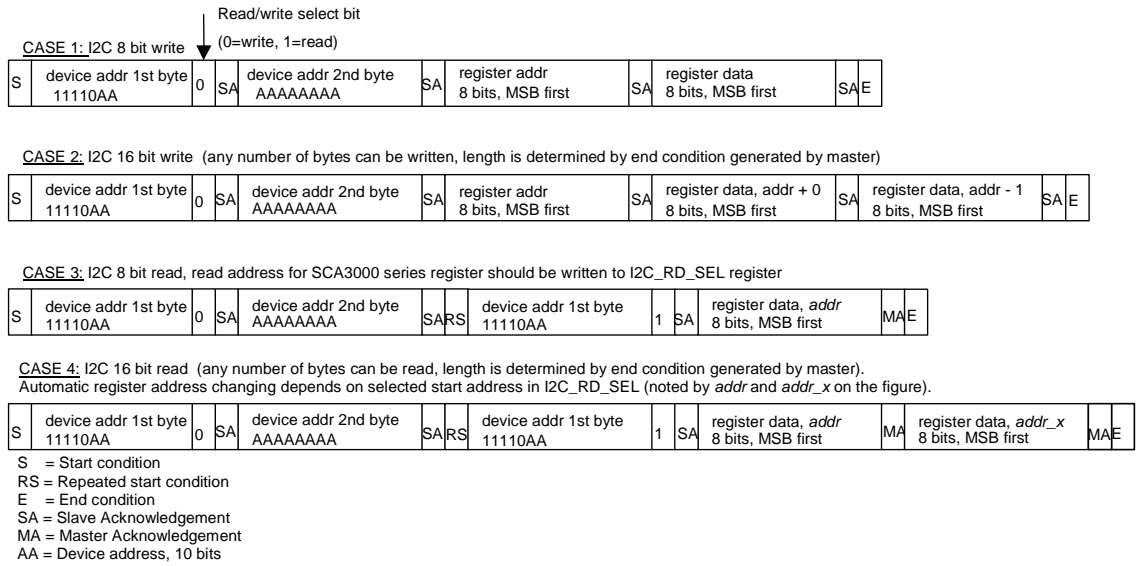 Read/write select bit
(0=write, 1=read)
CASE 1: I2C 8 bit write
S device addr 1st byte 11110AA 0 SA device addr 2nd byte AAAAAAAA SA register addr 8 bits, MSB first SA register data 8 bits, MSB first SA E
CASE 2: I2C 16 bit write (any number of bytes can be written, length is determined by end condition generated by master)
S device addr 1st byte 11110AA 0 SA device addr 2nd byte AAAAAAAA SA register addr 8 bits, MSB first SA register data, addr + 0 8 bits, MSB first SA register data, addr - 1 8 bits, MSB first SA E
CASE 3: I2C 8 bit read, read address for SCA3000 series register should be written to I2C_RD_SEL register
S device addr 1st byte 11110AA 0 SA device addr 2nd byte AAAAAAAA SA RS device addr 1st byte 11110AA 1 SA register data, addr 8 bits, MSB first MA E
CASE 4: I2C 16 bit read (any number of bytes can be read, length is determined by end condition generated by master).
Automatic register address changing depends on selected start address in I2C_RD_SEL (noted by addr and addr_x on the figure).
S device addr 1st byte 11110AA 0 SA device addr 2nd byte AAAAAAAA SA RS device addr 1st byte 11110AA 1 SA register data, addr 8 bits, MSB first MA register data, addr_x 8 bits, MSB first MA E
S = Start condition
RS = Repeated start condition
E = End condition
SA = Slave Acknowledgement
MA = Master Acknowledgement
AA = Device address, 10 bits